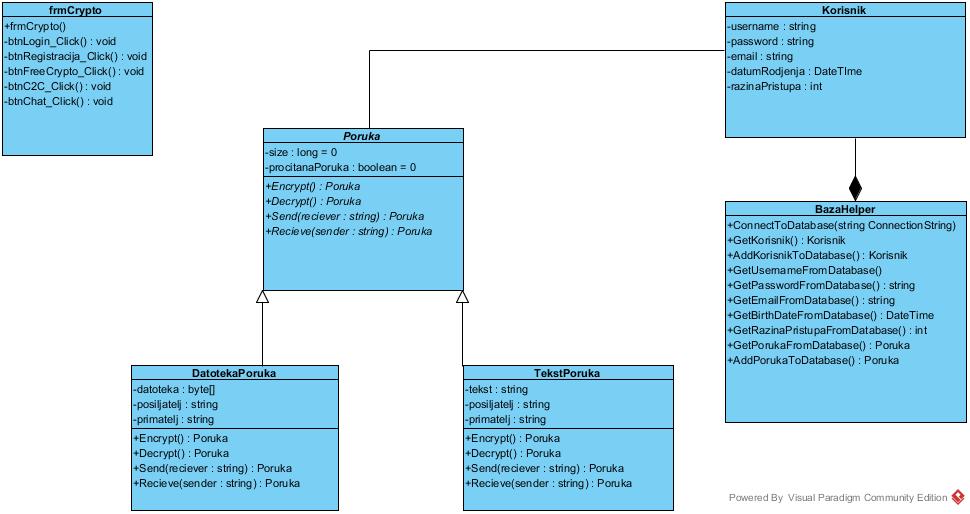 frmCrypto
+frmCrypto()
-btnLogin_Click() : void
-btnRegistracija_Click() : void
-btnFreeCrypto_Click() : void
-btnC2C_Click() : void
-btnChat_Click() : void
Korisnik
-username : string
-password : string
-email : string
-datumRodjenja : DateTIme
-razinaPristupa : int
Poruka
-size : long = 0
-procitanaPoruka : boolean = 0
+Encrypt() : Poruka
+Decrypt() : Poruka
+Send(reciever : string) : Poruka
+Recieve(sender : string) : Poruka
BazaHelper
+ConnectToDatabase(string ConnectionString)
+GetKorisnik() : Korisnik
+AddKorisnikToDatabase() : Korisnik
+GetUsernameFromDatabase()
+GetPasswordFromDatabase() : string
+GetEmailFromDatabase() : string
+GetBirthDateFromDatabase() : DateTime
+GetRazinaPristupaFromDatabase() : int
+GetPorukaFromDatabase() : Poruka
+AddPorukaToDatabase() : Poruka
DatotekaPoruka
-datoteka : byte[]
-posiljatelj : string
-primatelj : string
+Encrypt() : Poruka
+Decrypt() : Poruka
+Send(reciever : string) : Poruka
+Recieve(sender : string) : Poruka
TekstPoruka
-tekst : string
-posiljatelj : string
-primatelj : string
+Encrypt() : Poruka
+Decrypt() : Poruka
+Send(reciever : string) : Poruka
+Recieve(sender : string) : Poruka
Powered By Visual Paradigm Community Edition